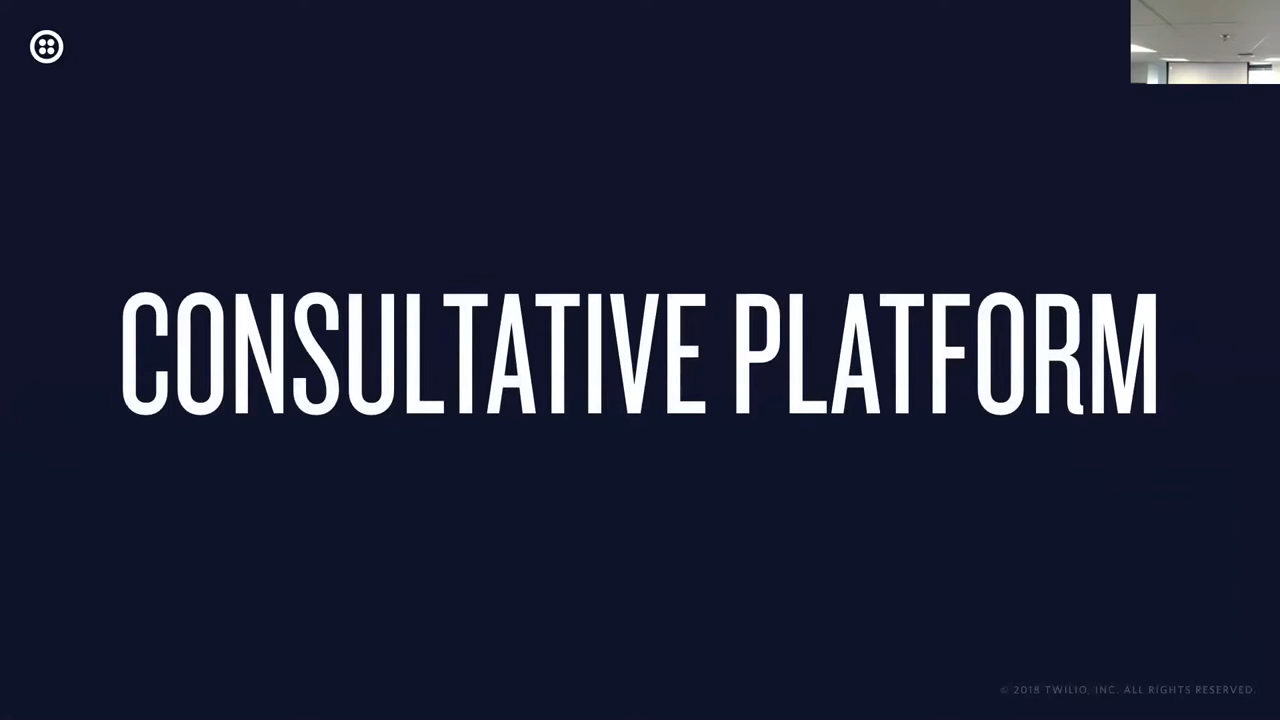 CONSULTATIVE PLATFORM
© 2018 TWILIO, INC. ALL RIGHTS RESERVED.